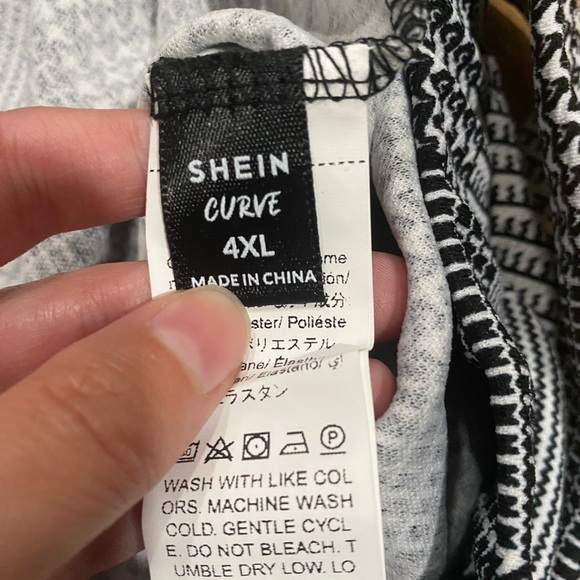 SHEIN
CURVE
4XL
MADE IN CHINA
ster/ Poliéste
リエステル
ラスタン
WASH WITH LIKE COL
ORS. MACHINE WASH
COLD. GENTLE CYCL
E. DO NOT BLEACH. T
UMBLE DRY LOW. LO